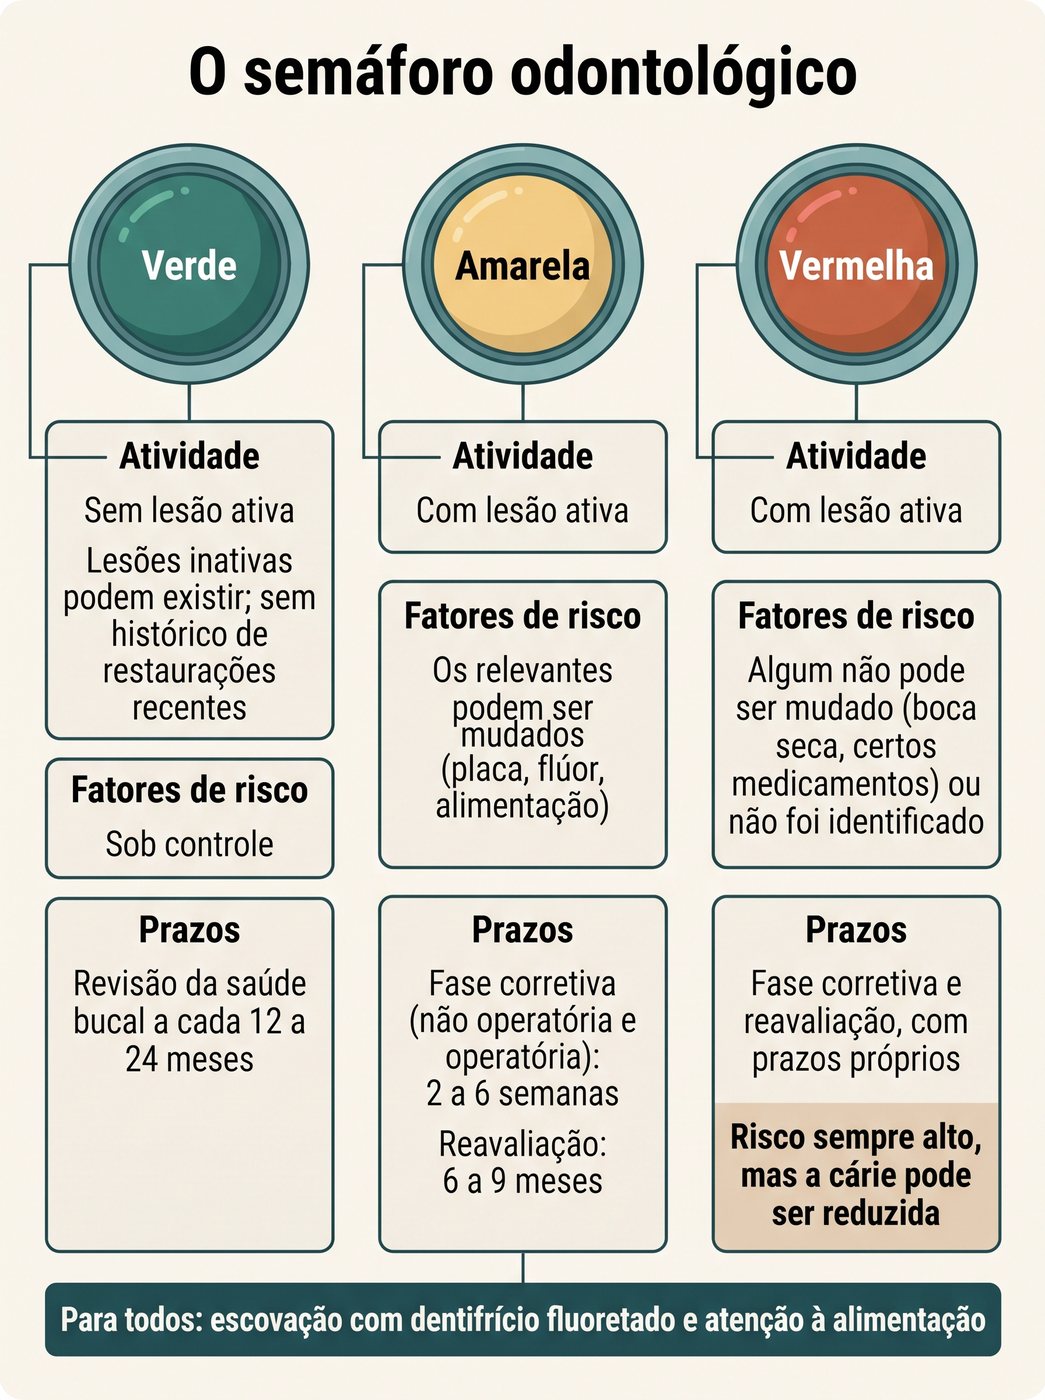 O semáforo odontológico
Verde
Atividade
Sem lesão ativa
Lesões inativas
podem existir; sem
histórico de
restaurações
recentes
Fatores de risco
Sob controle
Prazos
Revisão da saúde
bucal a cada 12 a
24 meses
Amarela
Atividade
Com lesão ativa
Fatores de risco
Os relevantes
podem ser
mudados
(placa, flúor,
alimentação)
Prazos
Fase corretiva
(não operatória e
operatória):
2 a 6 semanas
Reavaliação:
6 a 9 meses
Vermelha
Atividade
Com lesão ativa
Fatores de risco
Algum não pode
ser mudado (boca
seca, certos
medicamentos) ou
não foi identificado
Prazos
Fase corretiva e
reavaliação, com
prazos próprios
Risco sempre alto,
mas a cárie pode
ser reduzida
Para todos: escovação com dentifrício fluoretado e atenção à alimentação